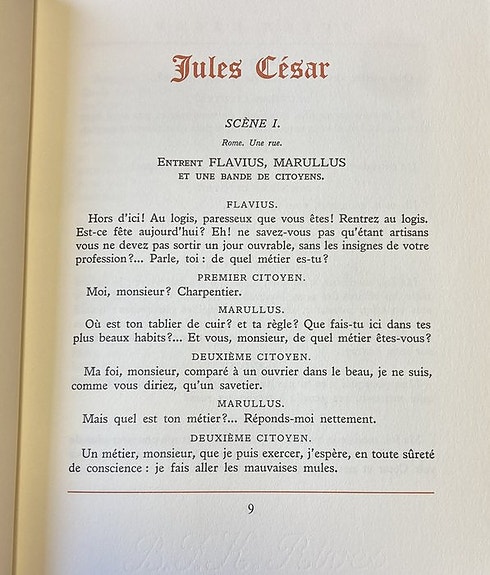 Jules César
SCÈNE I.
Rome. Une rue.
ENTRENT FLAVIUS, MARULLUS
ET UNE BANDE DE CITOYENS.
FLAVIUS.
Hors d'ici! Au logis, paresseux que vous êtes! Rentrez au logis.
Est-ce fête aujourd'hui? Eh! ne savez-vous pas qu'étant artisans
vous ne devez pas sortir un jour ouvrable, sans les insignes de votre
profession?... Parle, toi : de quel métier es-tu?
PREMIER CITOYEN.
Moi, monsieur? Charpentier.
MARULLUS.
Où est ton tablier de cuir? et ta règle? Que fais-tu ici dans tes
plus beaux habits?... Et vous, monsieur, de quel métier êtes-vous?
DEUXIÈME CITOYEN.
Ma foi, monsieur, comparé à un ouvrier dans le beau, je ne suis,
comme vous diriez, qu'un savetier.
MARULLUS.
Mais quel est ton métier?... Réponds-moi nettement.
DEUXIÈME CITOYEN.
Un métier, monsieur, que je puis exercer, j'espère, en toute sûreté
de conscience : je fais aller les mauvaises mules.
9